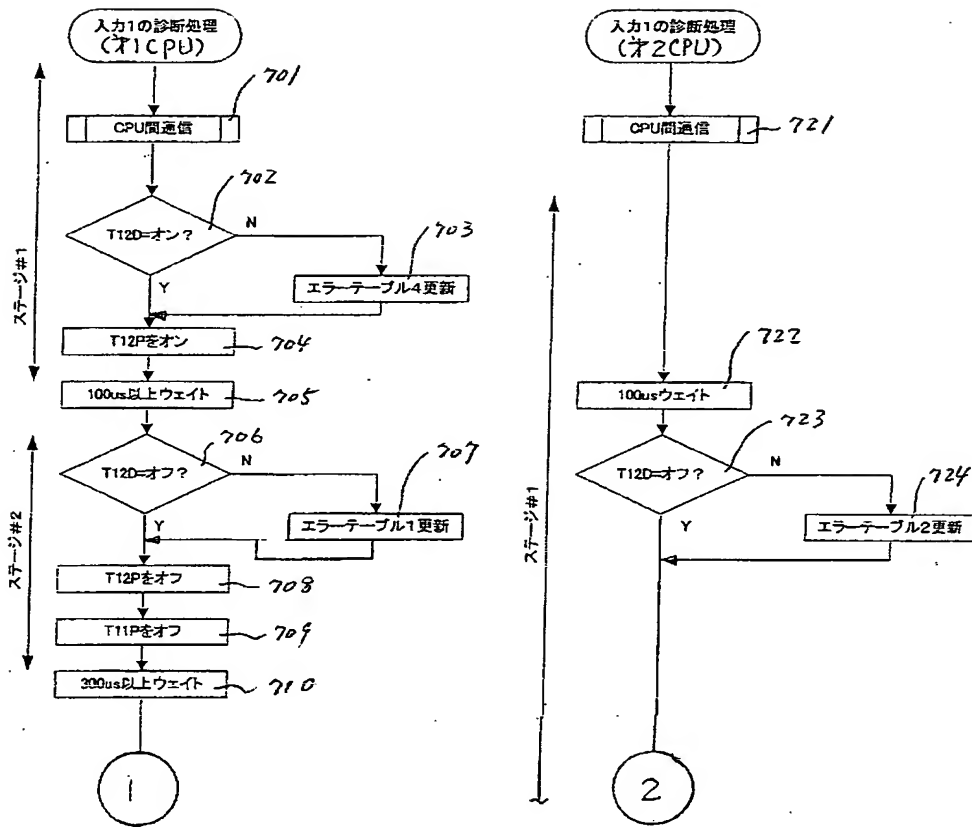 入力1の診断処理
(才1CPU)
701
CPU間通信
702
T12D=オン?
N
703
Y
エラーテーブル4更新
ステージ#1
T12Pをオン
704
100us以上ウェイト
705
706
T12D=オフ?
N
707
Y
エラーテーブル1更新
ステージ#2
T12Pをオフ
708
T11Pをオフ
709
300us以上ウェイト
710
1
入力1の診断処理
(才2CPU)
CPU間通信
721
722
100usウェイト
723
T12D=オフ?
N
724
Y
エラーテーブル2更新
ステージ#1
2